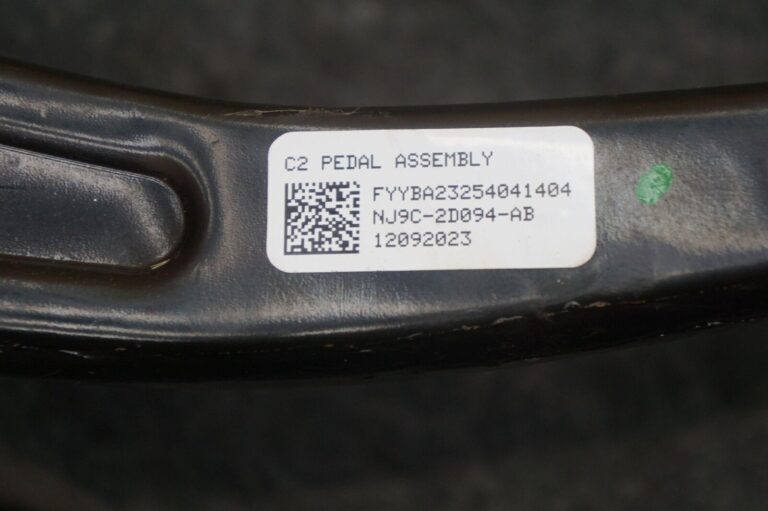 C2 PEDAL ASSEMBLY
FYYBA23254041404
NJ9C-2D094-AB
12092023